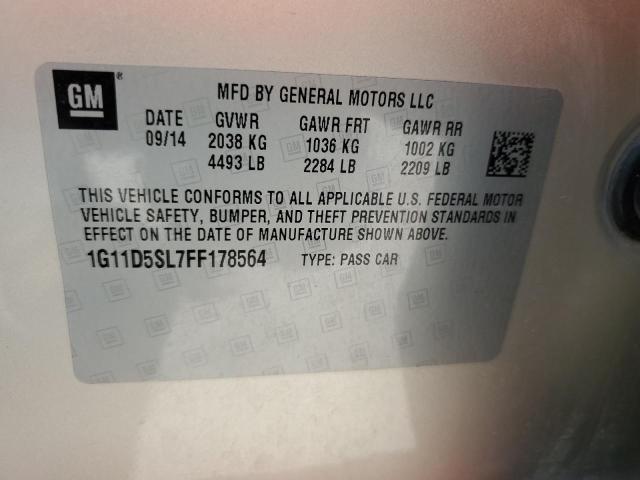 GM ®
MFD BY GENERAL MOTORS LLC
DATE GVWR GAWR FRT GAWR RR
09/14 2038 KG 1036 KG 1002 KG
4493 LB 2284 LB 2209 LB
THIS VEHICLE CONFORMS TO ALL APPLICABLE U.S. FEDERAL MOTOR
VEHICLE SAFETY, BUMPER, AND THEFT PREVENTION STANDARDS IN
EFFECT ON THE DATE OF MANUFACTURE SHOWN ABOVE.
1G11D5SL7FF178564 TYPE: PASS CAR